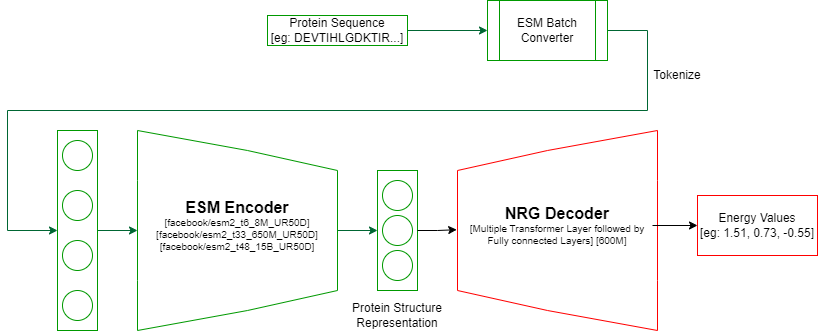 Protein Sequence
[eg: DEVTIHLGDKTIR...]
ESM Batch
Converter
Tokenize
ESM Encoder
[facebook/esm2_t6_8M_UR50D]
[facebook/esm2_t33_650M_UR50D]
[facebook/esm2_t48_15B_UR50D]
Protein Structure
Representation
NRG Decoder
[Multiple Transformer Layer followed by
Fully connected Layers] [600M]
Energy Values
[eg: 1.51, 0.73, -0.55]